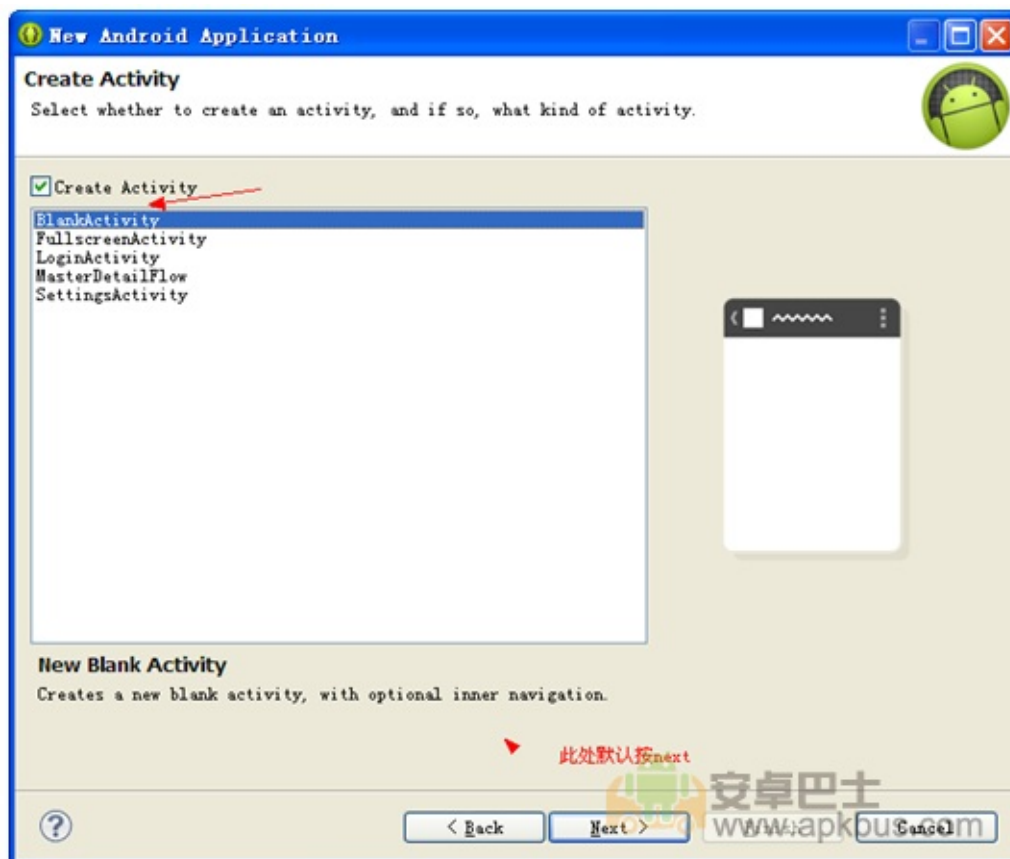 New Android Application
Create Activity
Select whether to create an activity, and if so, what kind of activity.
Create Activity
BlankActivity
FullscreenActivity
LoginActivity
MasterDetailFlow
SettingsActivity
New Blank Activity
Creates a new blank activity, with optional inner navigation.
此处默认按next
安卓巴士
< Back
Next >
www.apkbus.com
Cancel